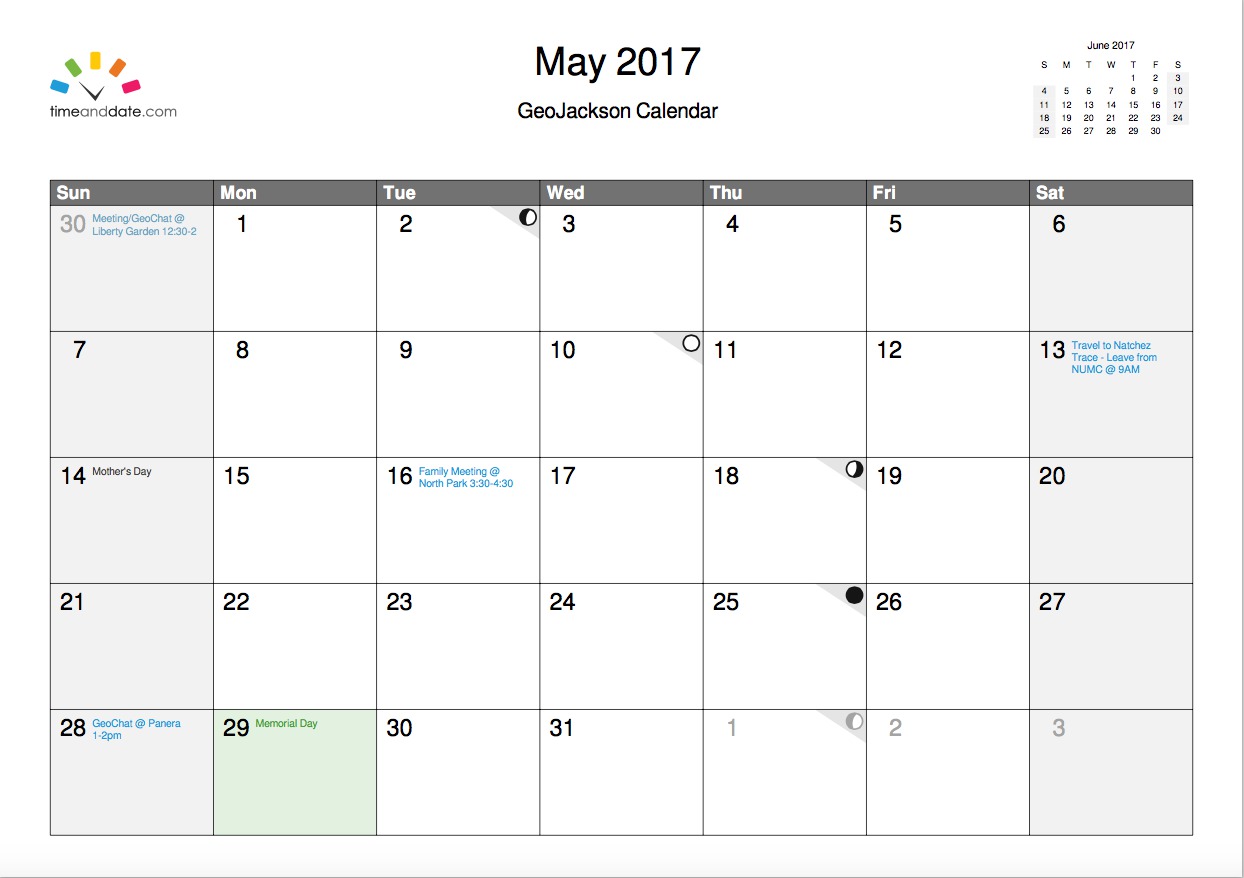 May 2017
GeoJackson Calendar
timeanddate.com
June 2017
S M T W T F S
1 2 3
4 5 6 7 8 9 10
11 12 13 14 15 16 17
18 19 20 21 22 23 24
25 26 27 28 29 30
Sun Mon Tue Wed Thu Fri Sat
30 Meeting/GeoChat @
Liberty Garden 12:30-2
1 2 3 4 5 6
7 8 9 10 11 12 13 Travel to Natchez
Trace - Leave from
NUMC @ 9AM
14 Mother's Day 15 16 Family Meeting @
North Park 3:30-4:30
17 18 19 20
21 22 23 24 25 26 27
28 GeoChat @ Panera
1-2pm
29 Memorial Day 30 31 1 2 3